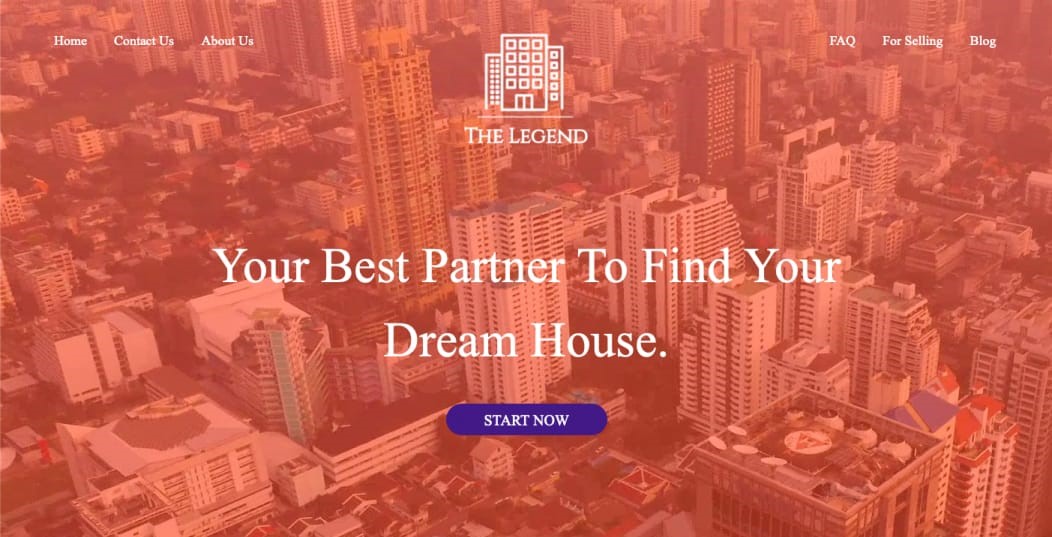 Home
Contact Us
About Us
THE LEGEND
FAQ
For Selling
Blog
Your Best Partner To Find Your
Dream House.
START NOW